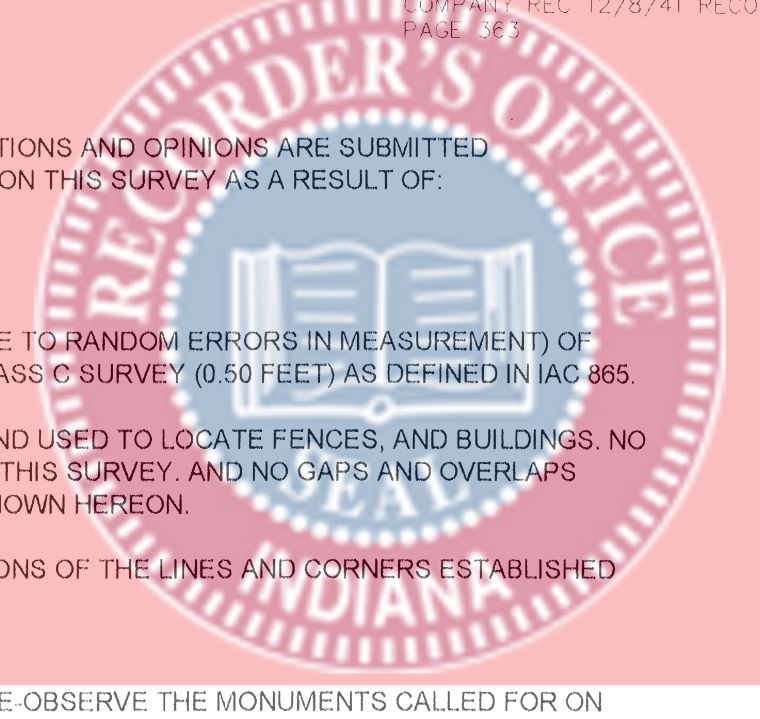 COMPANY REC 12/8/41 RECO
PAGE 363
TIONS AND OPINIONS ARE SUBMITTED
ON THIS SURVEY AS A RESULT OF:
E TO RANDOM ERRORS IN MEASUREMENT) OF
ASS C SURVEY (0.50 FEET) AS DEFINED IN IAC 865.
ND USED TO LOCATE FENCES, AND BUILDINGS. NO
THIS SURVEY. AND NO GAPS AND OVERLAPS
HOWN HEREON.
ONS OF THE LINES AND CORNERS ESTABLISHED
E-OBSERVE THE MONUMENTS CALLED FOR ON
RECORDER'S OFFICE
SEAL
INDIANA